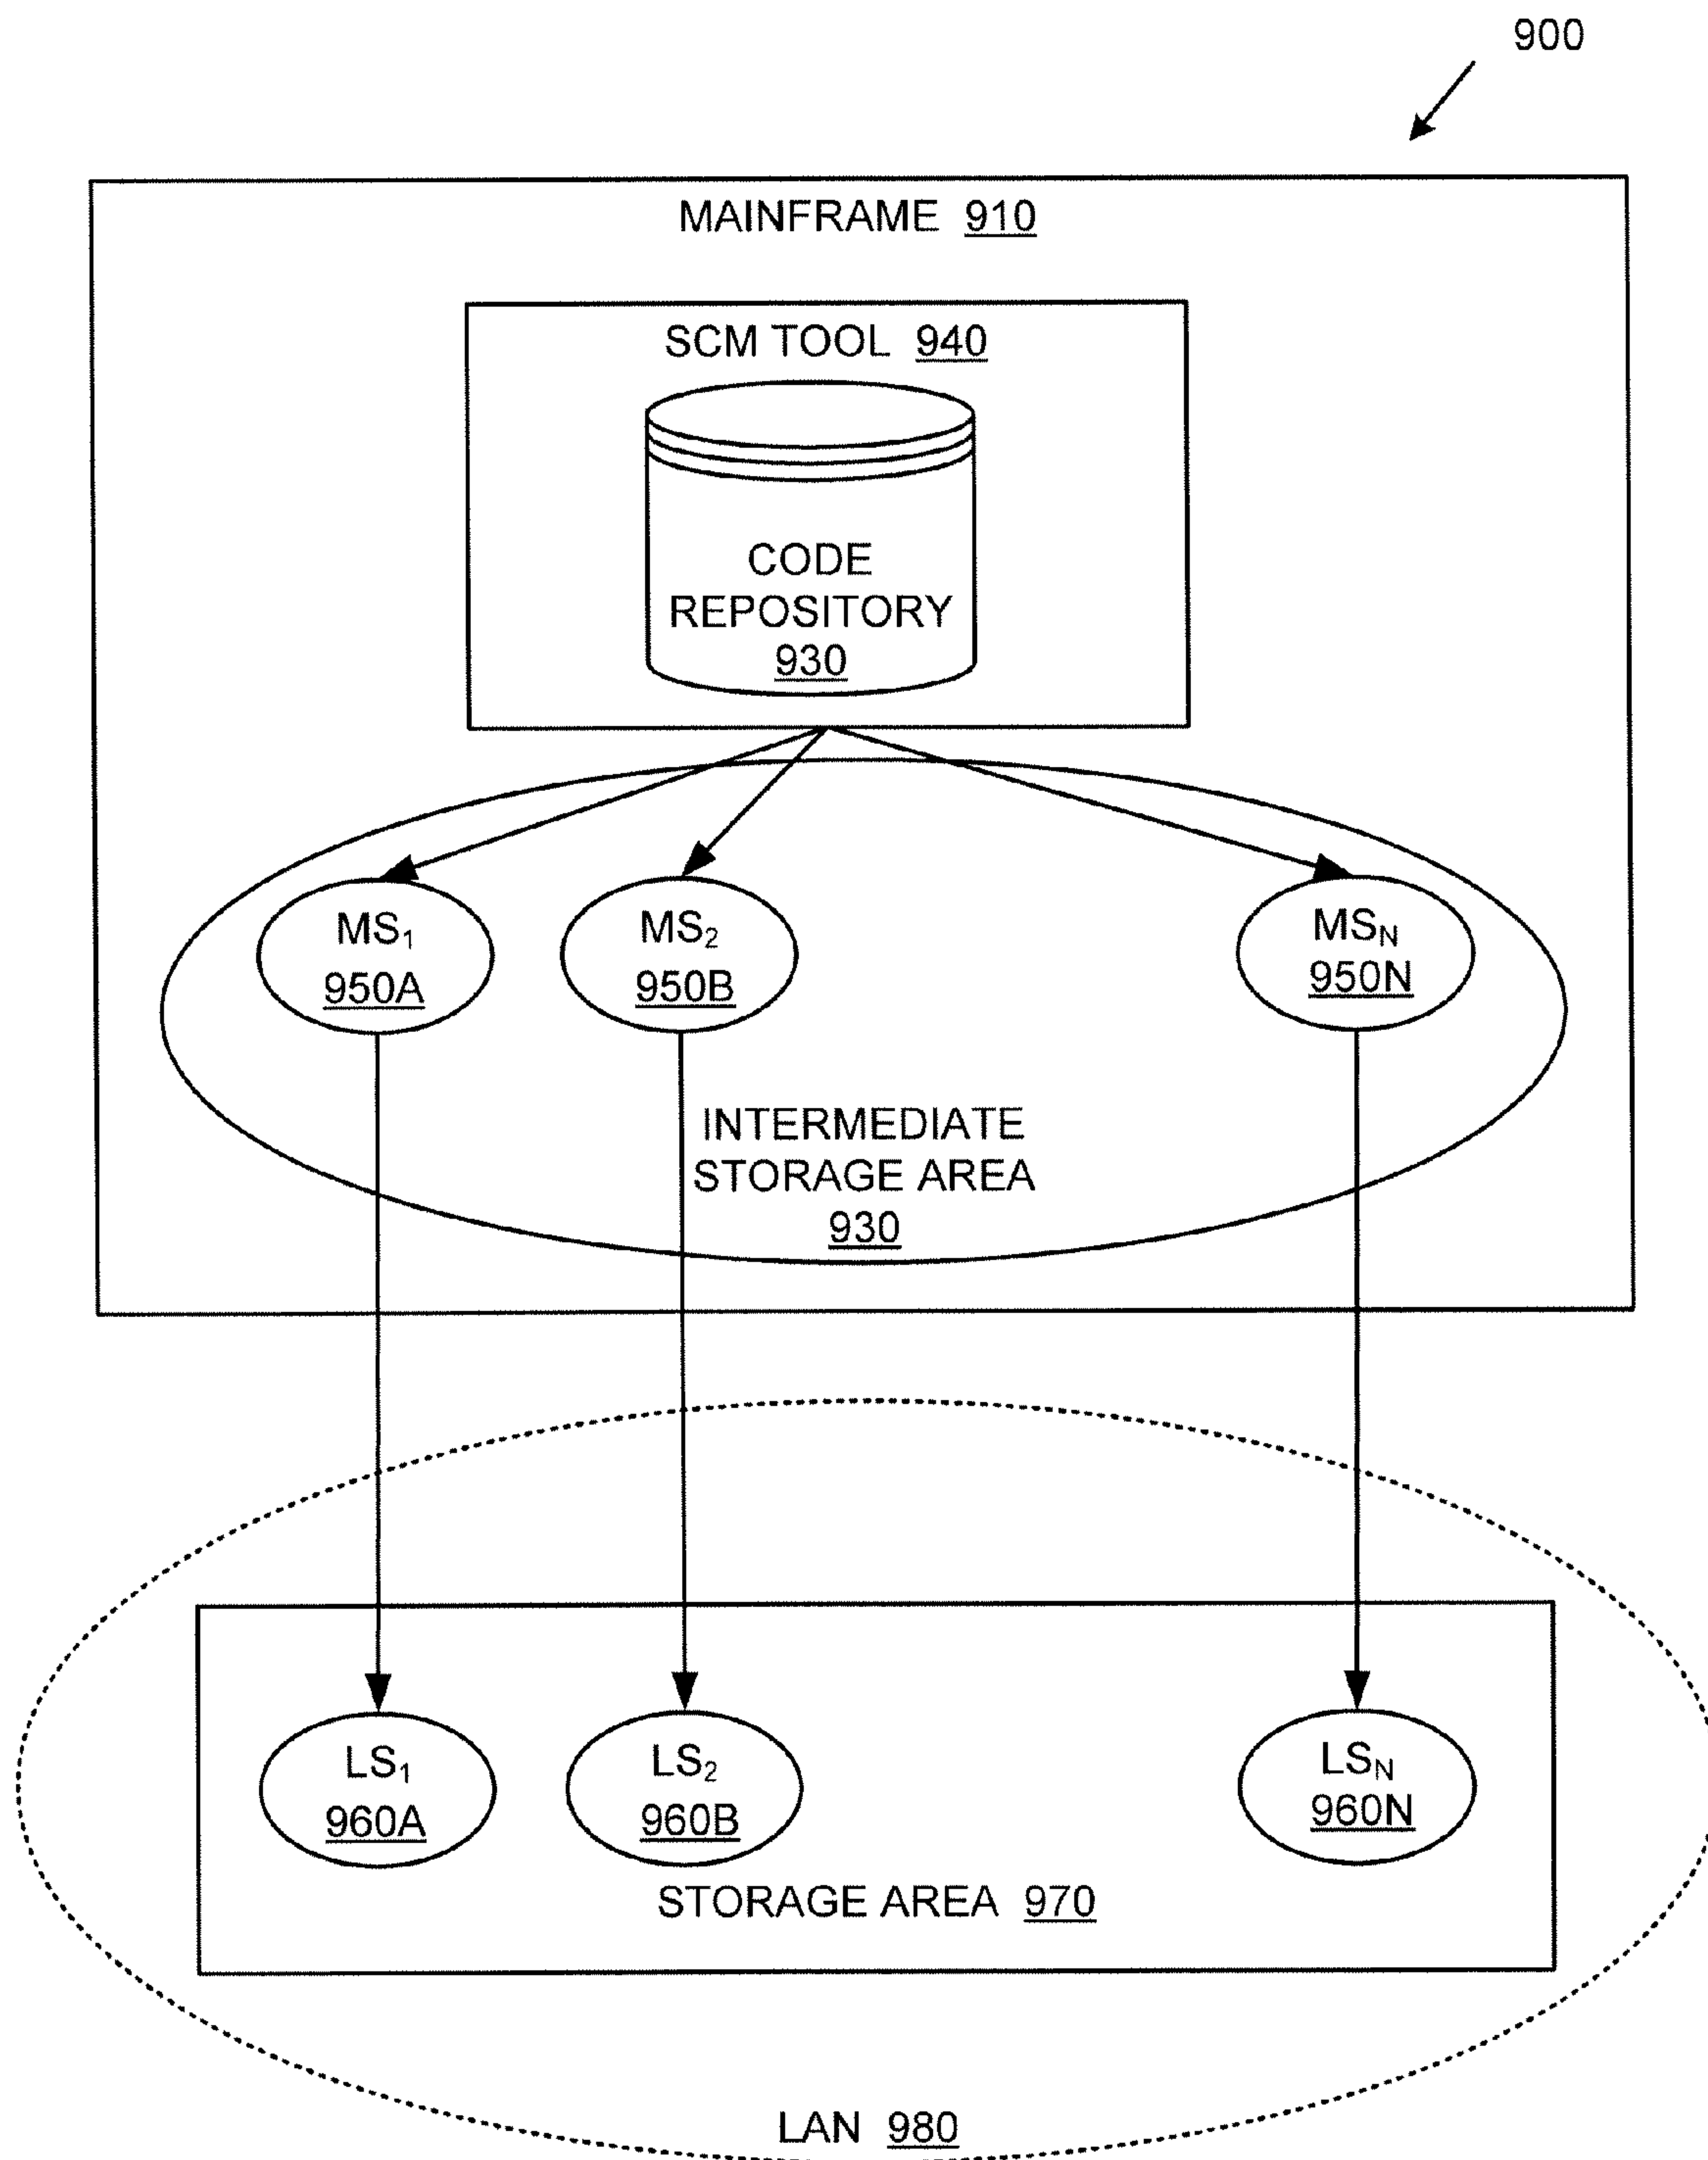 900
MAINFRAME 910
SCM TOOL 940
CODE
REPOSITORY
930
MS₁
950A
MS₂
950B
MSN
950N
INTERMEDIATE
STORAGE AREA
930
LS₁
960A
LS₂
960B
LSN
960N
STORAGE AREA 970
LAN 980